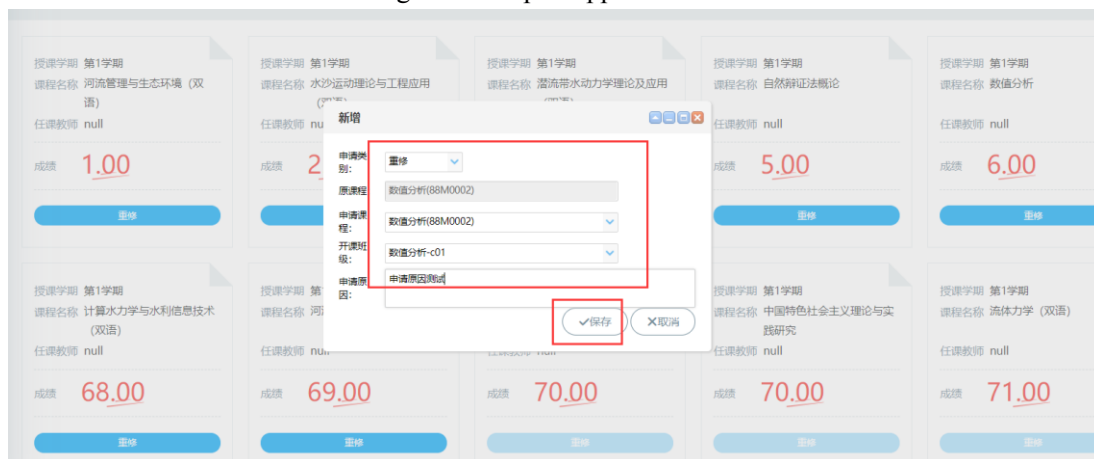 授课学期 第1学期
课程名称 河流管理与生态环境（双
语）
任课教师 null
成绩 1.00
重修
授课学期 第1学期
课程名称 水沙运动理论与工程应用
授课学期 第1学期
课程名称 潜流带水动力学理论及应用
授课学期 第1学期
课程名称 自然辩证法概论
任课教师 null
成绩 5.00
重修
授课学期 第1学期
课程名称 数值分析
任课教师 null
成绩 6.00
重修
新增
申请类
别:
重修
原课程
数值分析(88M0002)
申请课
程:
数值分析(88M0002)
开课班
级:
数值分析-c01
申请原
因:
申请原因测试
保存
取消
授课学期 第1学期
课程名称 计算水力学与水利信息技术
（双语）
任课教师 null
成绩 68.00
重修
授课学期 第
课程名称 河
任课教师
成绩 69.00
重修
成绩 70.00
重修
授课学期 第1学期
课程名称 中国特色社会主义理论与实
践研究
任课教师 null
成绩 70.00
重修
授课学期 第1学期
课程名称 流体力学（双语）
任课教师 null
成绩 71.00
重修